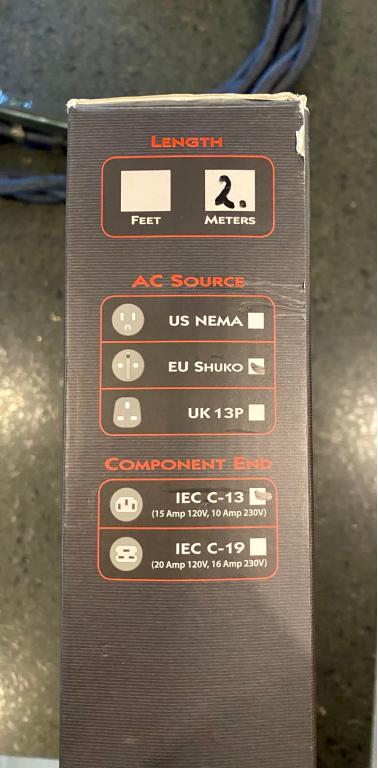 LENGTH
2.
FEET METERS
AC SOURCE
US NEMA
EU SHUKO
UK 13P
COMPONENT END
IEC C-13
(15 Amp 120V, 10 Amp 230V)
IEC C-19
(20 Amp 120V, 16 Amp 230V)